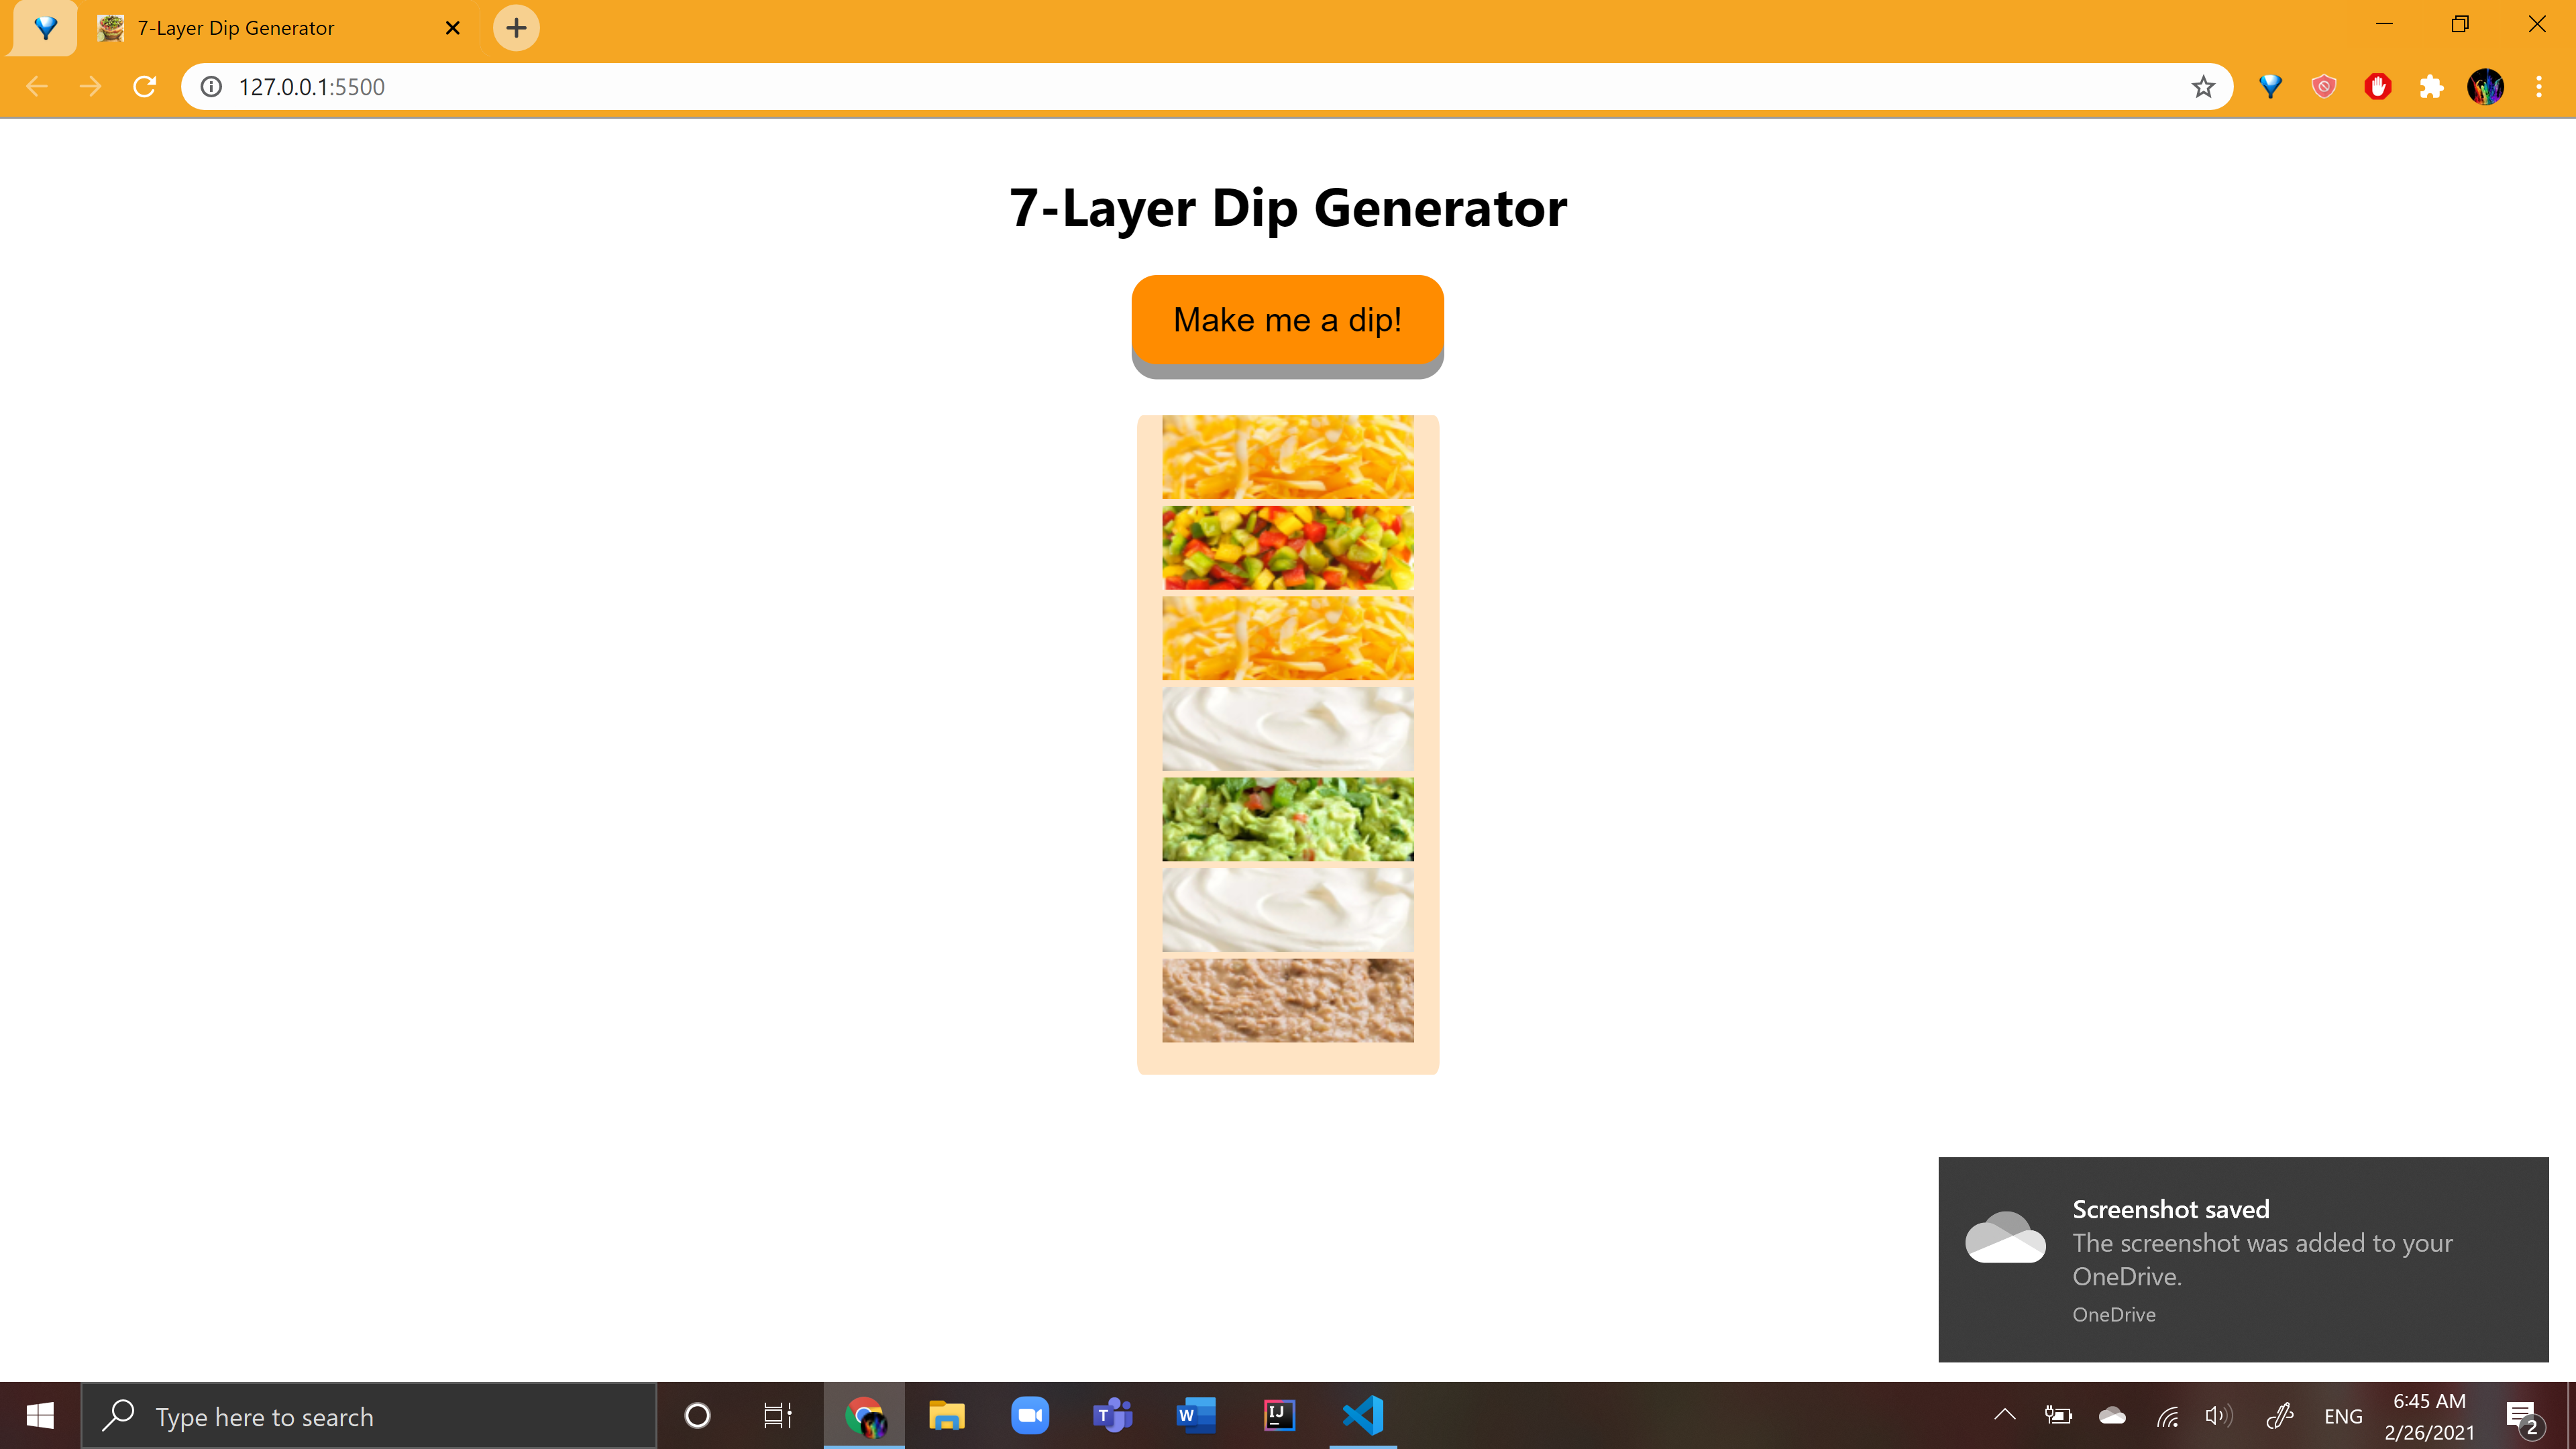 7-Layer Dip Generator
127.0.0.1:5500
7-Layer Dip Generator
Make me a dip!
Screenshot saved
The screenshot was added to your
OneDrive.
OneDrive
Type here to search
T
W
IJ
ENG
6:45 AM
2/26/2021
2